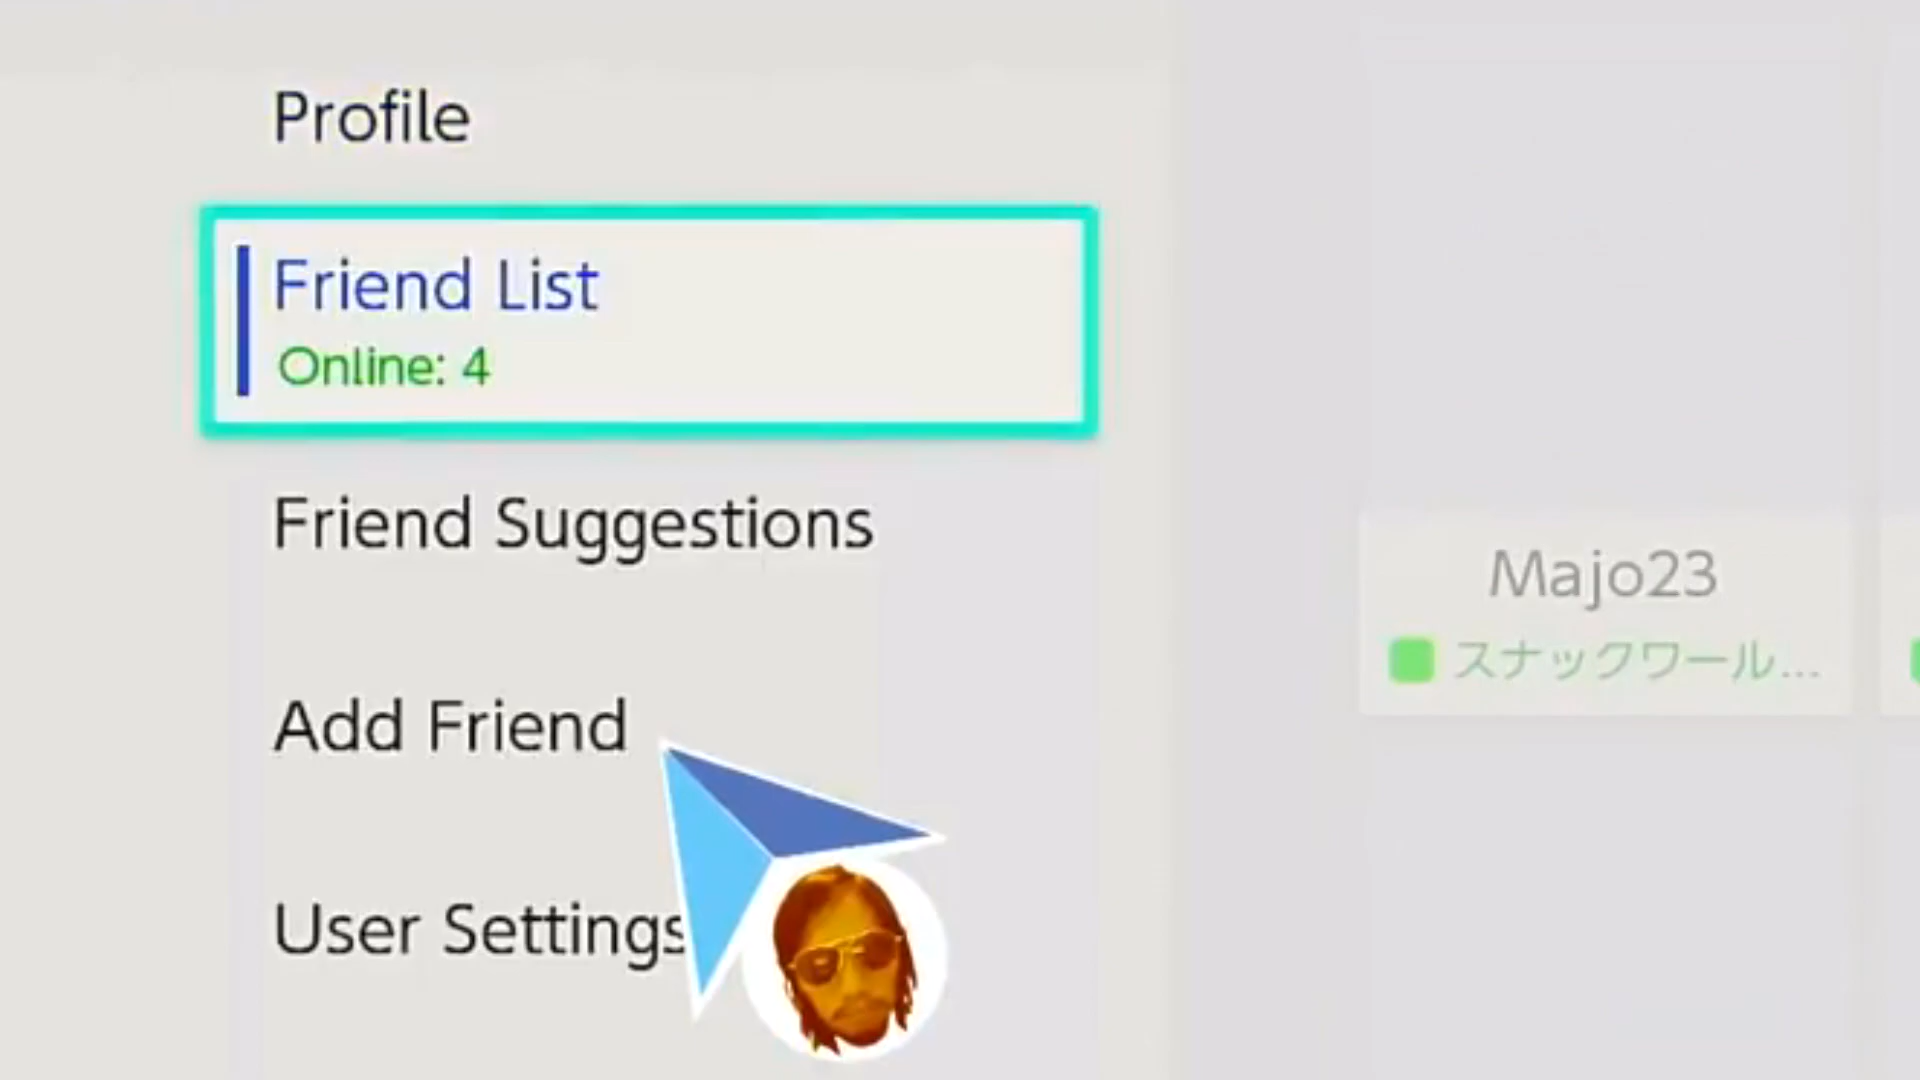 Profile
Friend List
Online: 4
Friend Suggestions
Add Friend
User Settings
Majo23
スナックワール...